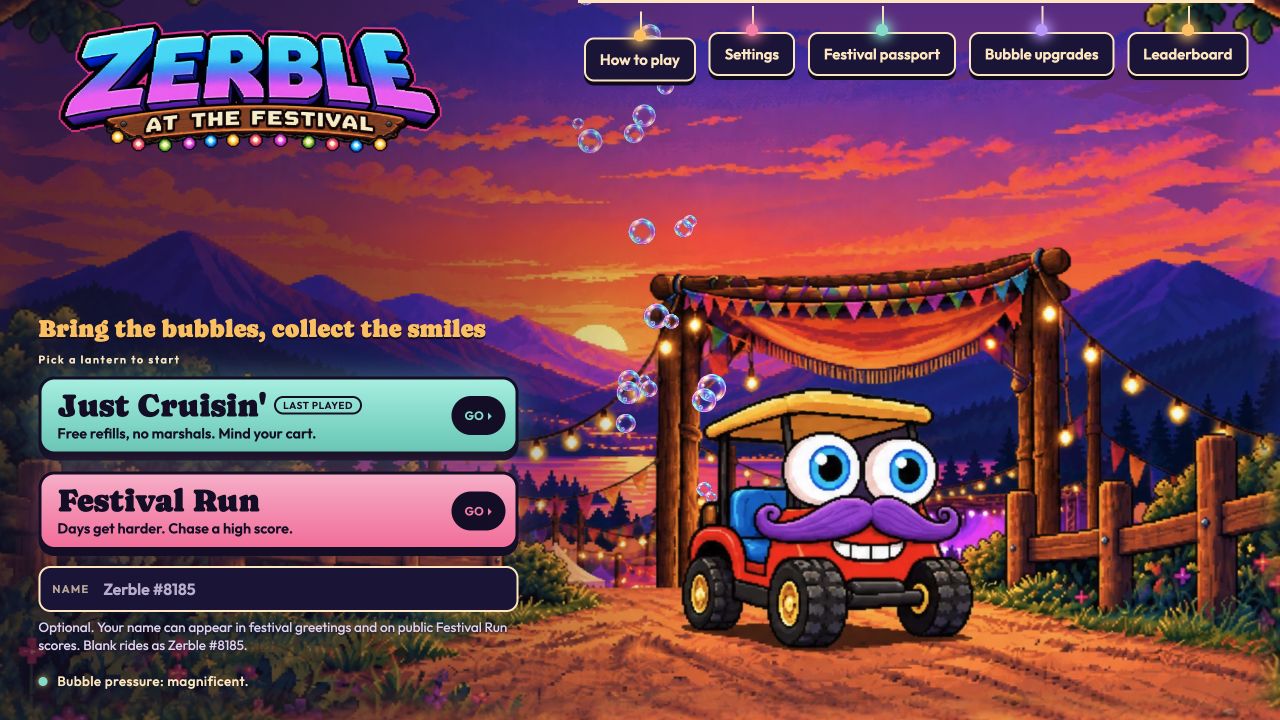 ZERBLE
AT THE FESTIVAL
How to play
Settings
Festival passport
Bubble upgrades
Leaderboard
Bring the bubbles, collect the smiles
Pick a lantern to start
Just Cruisin' LAST PLAYED
Free refills, no marshals. Mind your cart.
GO
Festival Run
Days get harder. Chase a high score.
GO
NAME Zerble #8185
Optional. Your name can appear in festival greetings and on public Festival Run
scores. Blank rides as Zerble #8185.
Bubble pressure: magnificent.